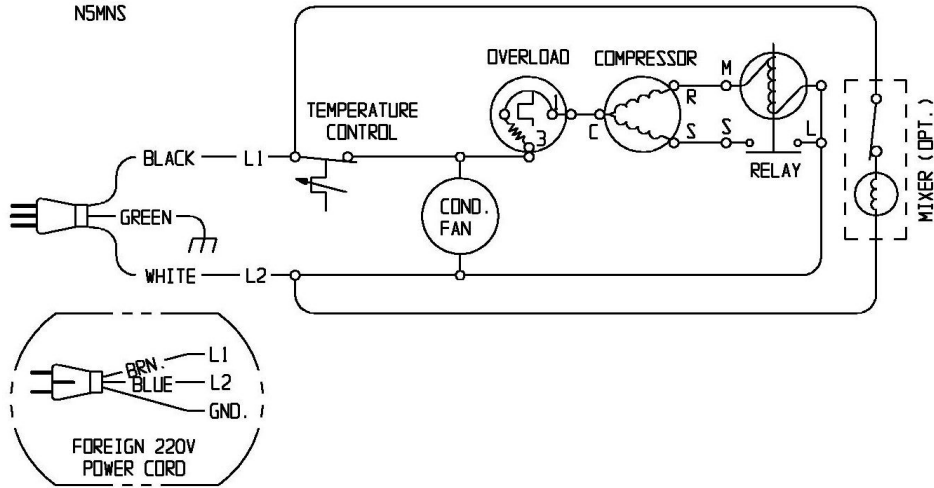 N5MNS
OVERLOAD
COMPRESSOR
M
TEMPERATURE
CONTROL
1
3
C
R
S
S
L
RELAY
MIXER (OPT.)
BLACK
L1
GREEN
COND.
FAN
WHITE
L2
BRN.
L1
BLUE
L2
GND.
FOREIGN 220V
POWER CORD